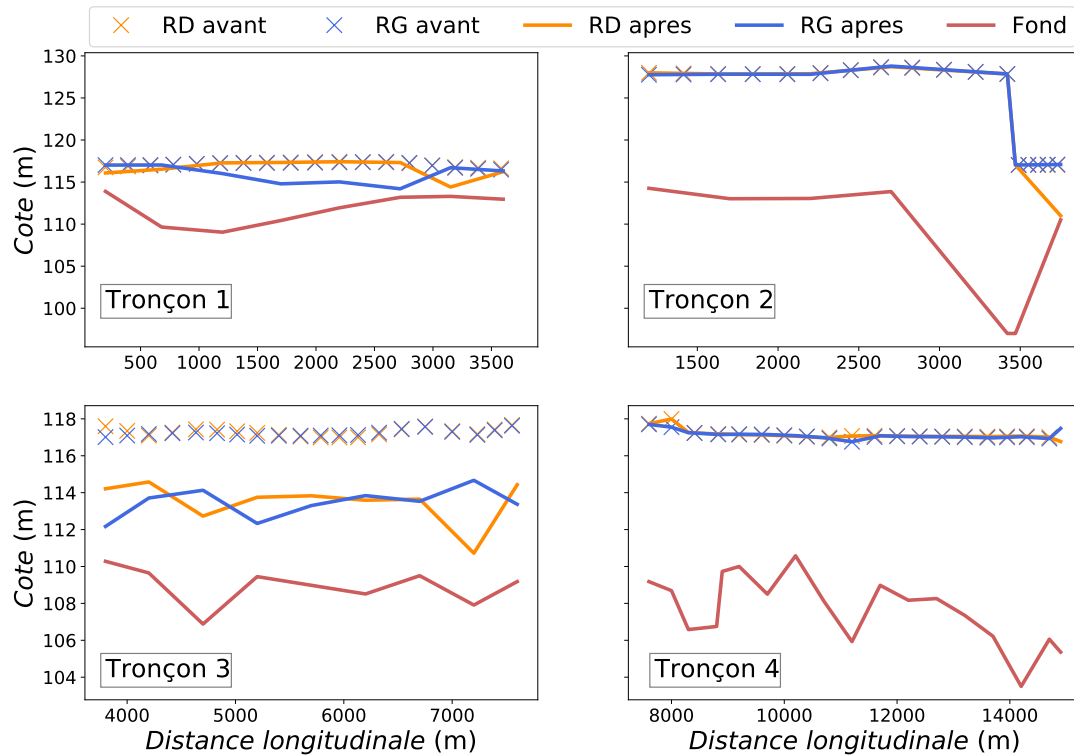 RD avant RG avant RD apres RG apres Fond
Cote (m)
130
125
120
115
110
105
100
Tronçon 1
500 1000 1500 2000 2500 3000 3500
Tronçon 2
1500 2000 2500 3000 3500
Cote (m)
118
116
114
112
110
108
106
104
Tronçon 3
4000 5000 6000 7000
Distance longitudinale (m)
Tronçon 4
8000 10000 12000 14000
Distance longitudinale (m)